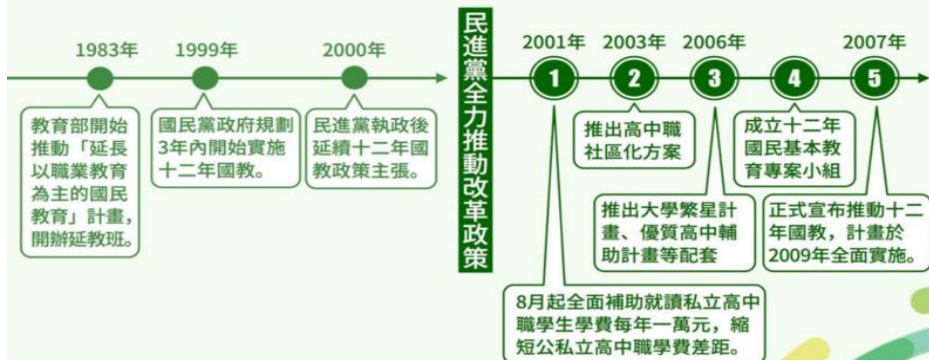 1983年
1999年
2000年
教育部開始
推動「延長
以職業教育
為主的國民
教育」計畫，
開辦延教班。
國民黨政府規劃
3年內開始實施
十二年國教。
民進黨執政後
延續十二年國
教政策主張。
民進黨全力推動改革政策
2001年
2003年
2006年
2007年
1
2
3
4
5
推出高中職
社區化方案
成立十二年
國民基本教
育專案小組
推出大學繁星計
畫、優質高中輔
助計畫等配套
正式宣布推動十二
年國教，計畫於
2009年全面實施。
8月起全面補助就讀私立高中
職學生學費每年一萬元，縮
短公私立高中職學費差距。